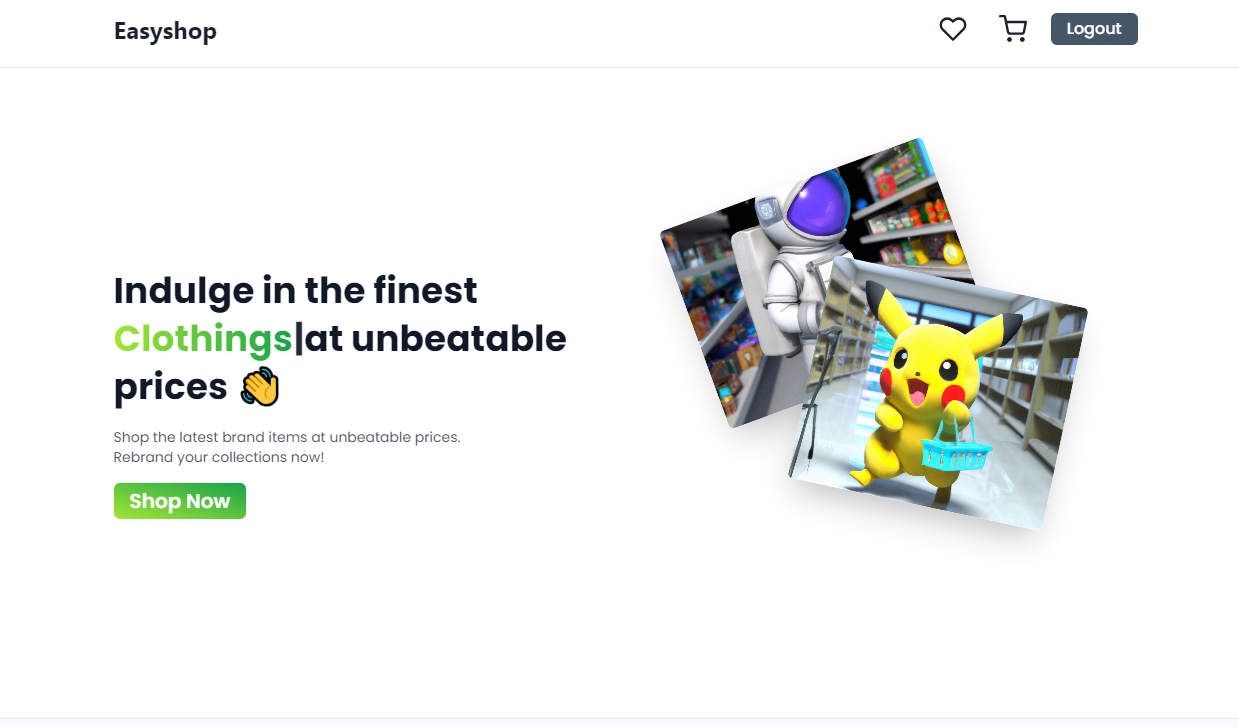 Easyshop
Logout
Indulge in the finest
Clothings|at unbeatable
prices 👋
Shop the latest brand items at unbeatable prices.
Rebrand your collections now!
Shop Now